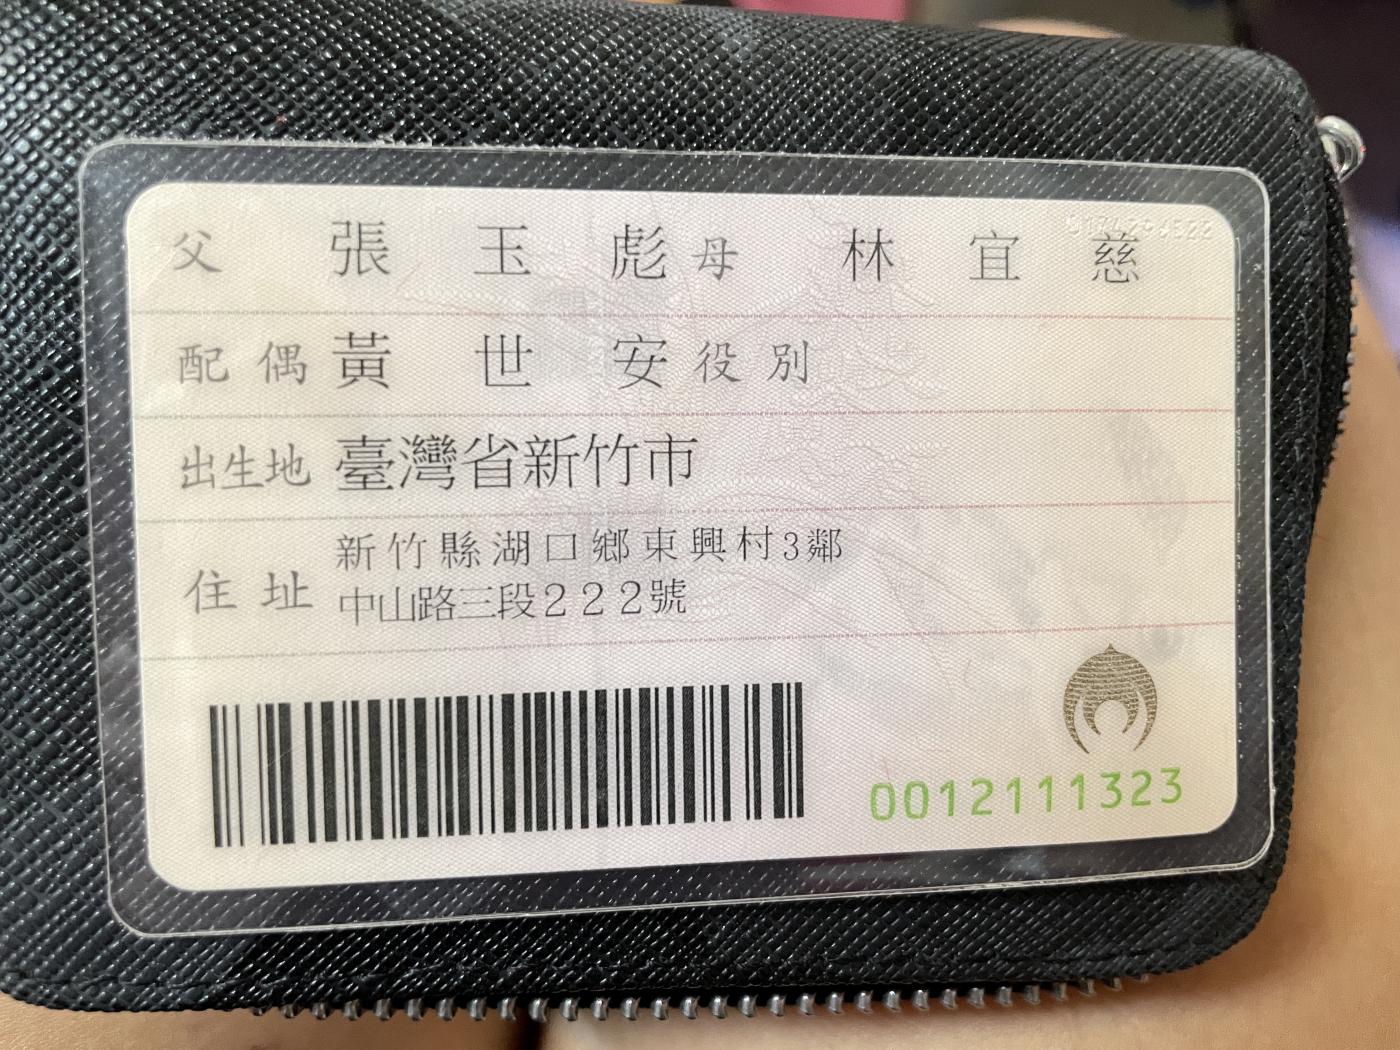 父 張玉彪 母 林宜慈
配偶 黃世安 役別
出生地 臺灣省新竹市
住址 新竹縣湖口鄉東興村3鄰
中山路三段222號
0012111323